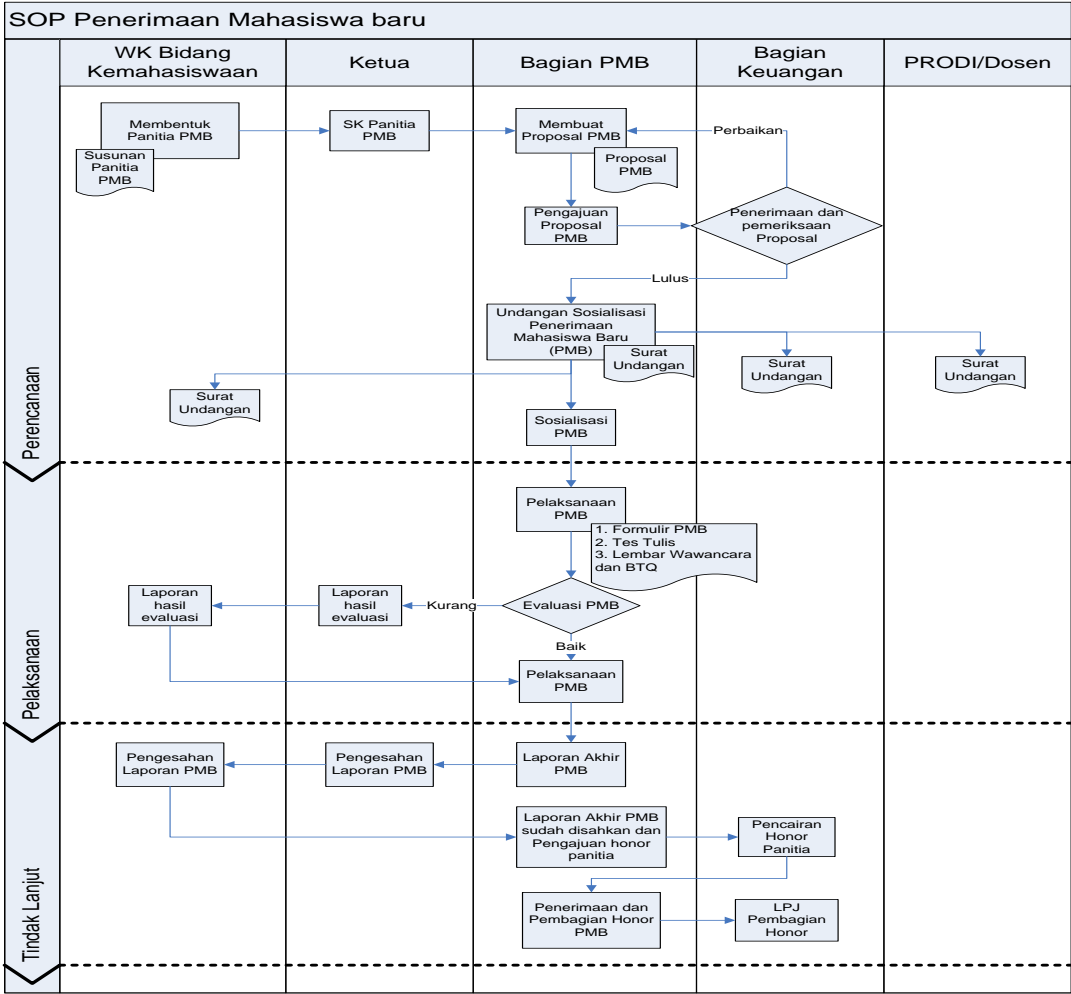 SOP Penerimaan Mahasiswa baru
WK Bidang
Kemahasiswaan
Ketua
Bagian PMB
Bagian
Keuangan
PRODI/Dosen
Perencanaan
Membentuk
Panitia PMB
Susunan
Panitia
PMB
SK Panitia
PMB
Membuat
Proposal PMB
Proposal
PMB
Perbaikan
Pengajuan
Proposal
PMB
Penerimaan dan
pemeriksaan
Proposal
Lulus
Undangan Sosialisasi
Penerimaan
Mahasiswa Baru
(PMB)
Surat
Undangan
Surat
Undangan
Surat
Undangan
Surat
Undangan
Sosialisasi
PMB
Pelaksanaan
Pelaksanaan
PMB
1. Formulir PMB
2. Tes Tulis
3. Lembar Wawancara
dan BTQ
Evaluasi PMB
Kurang
Laporan
hasil
evaluasi
Laporan
hasil
evaluasi
Baik
Pelaksanaan
PMB
Tindak Lanjut
Laporan Akhir
PMB
Pengesahan
Laporan PMB
Pengesahan
Laporan PMB
Laporan Akhir PMB
sudah disahkan dan
Pengajuan honor
panitia
Pencairan
Honor
Panitia
Penerimaan dan
Pembagian Honor
PMB
LPJ
Pembagian
Honor